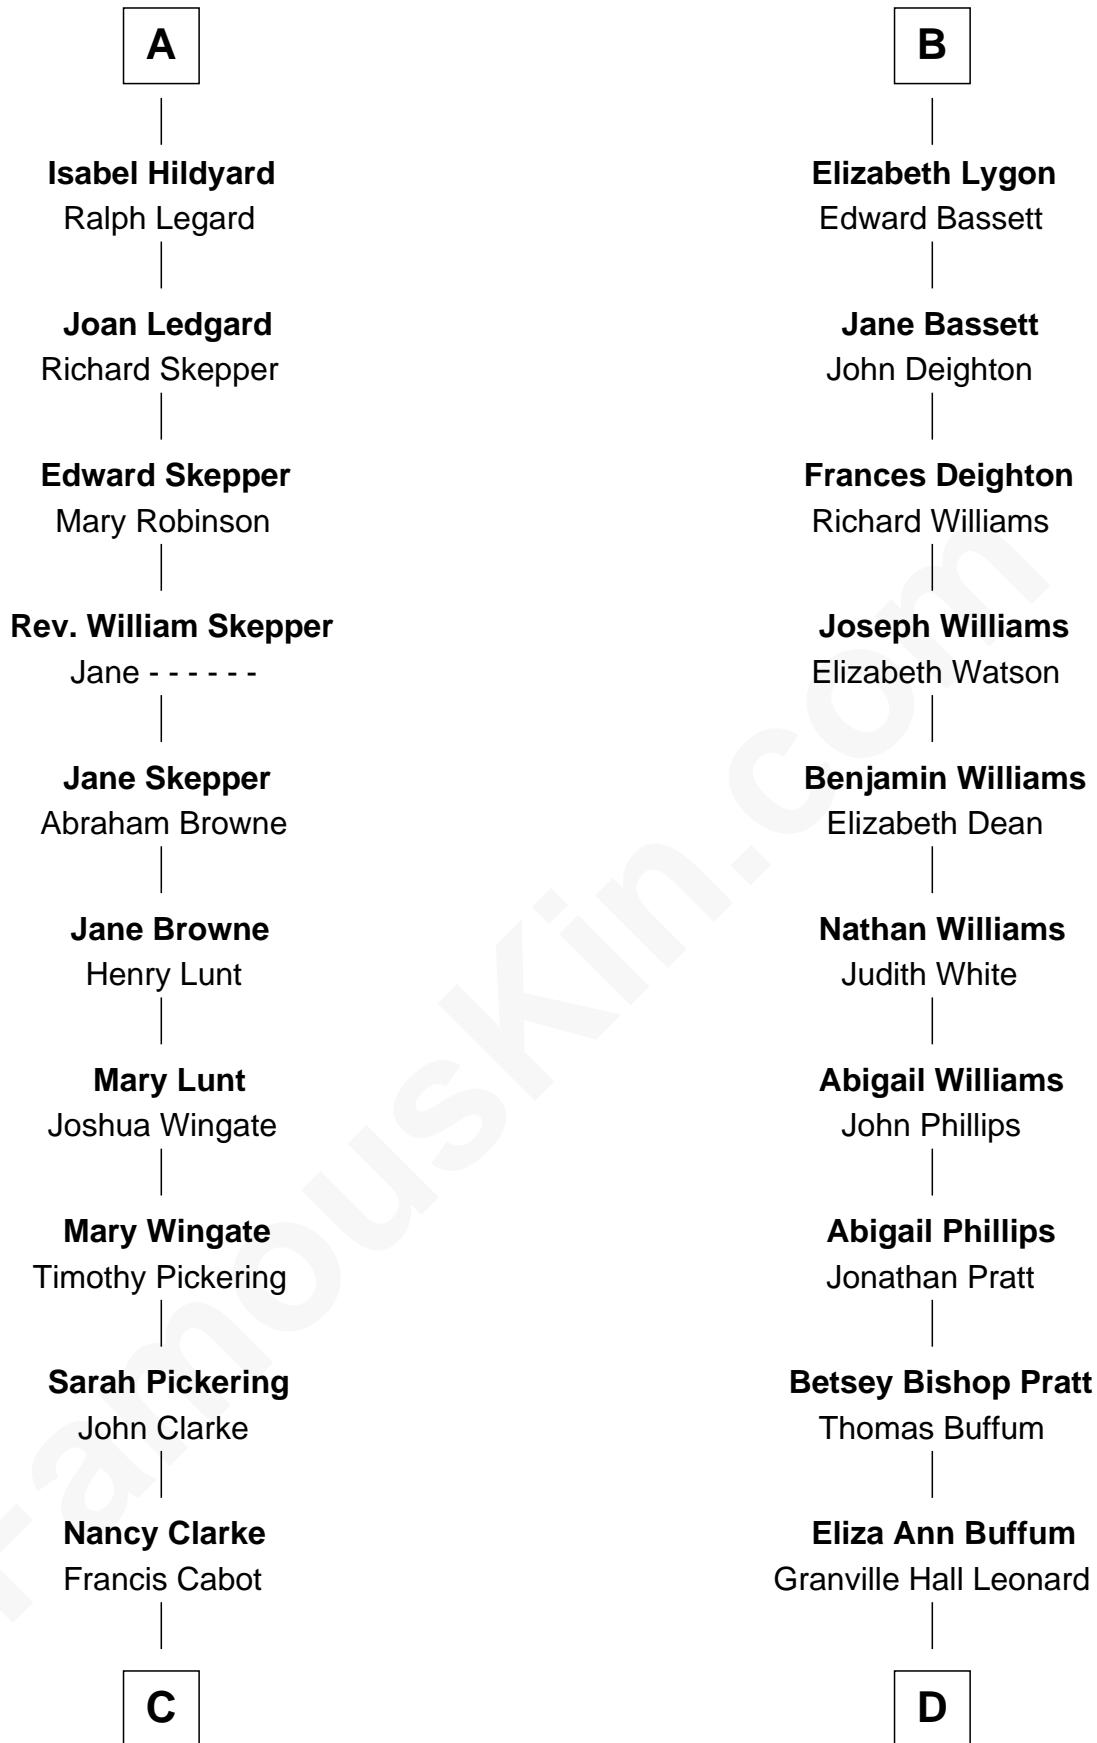 A
Isabel Hildyard
Ralph Legard
Joan Ledgard
Richard Skepper
Edward Skepper
Mary Robinson
Rev. William Skepper
Jane - - - - - -
Jane Skepper
Abraham Browne
Jane Browne
Henry Lunt
Mary Lunt
Joshua Wingate
Mary Wingate
Timothy Pickering
Sarah Pickering
John Clarke
Nancy Clarke
Francis Cabot
C
B
Elizabeth Lygon
Edward Bassett
Jane Bassett
John Deighton
Frances Deighton
Richard Williams
Joseph Williams
Elizabeth Watson
Benjamin Williams
Elizabeth Dean
Nathan Williams
Judith White
Abigail Williams
John Phillips
Abigail Phillips
Jonathan Pratt
Betsey Bishop Pratt
Thomas Buffum
Eliza Ann Buffum
Granville Hall Leonard
D
FamousKin.com